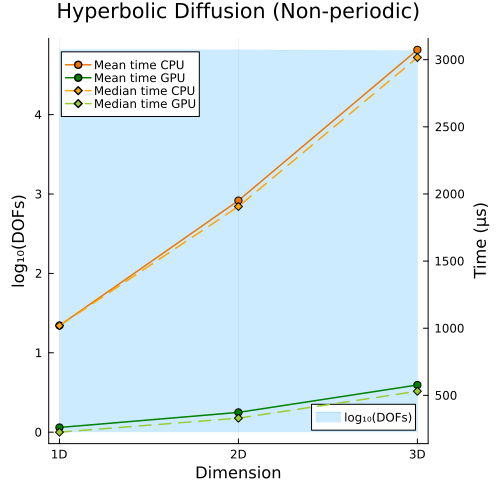 Hyperbolic Diffusion (Non-periodic)
Mean time CPU
Mean time GPU
Median time CPU
Median time GPU
4
3
2
1
0
log₁₀(DOFs)
3000
2500
2000
1500
1000
500
Time (μs)
log₁₀(DOFs)
1D
2D
3D
Dimension